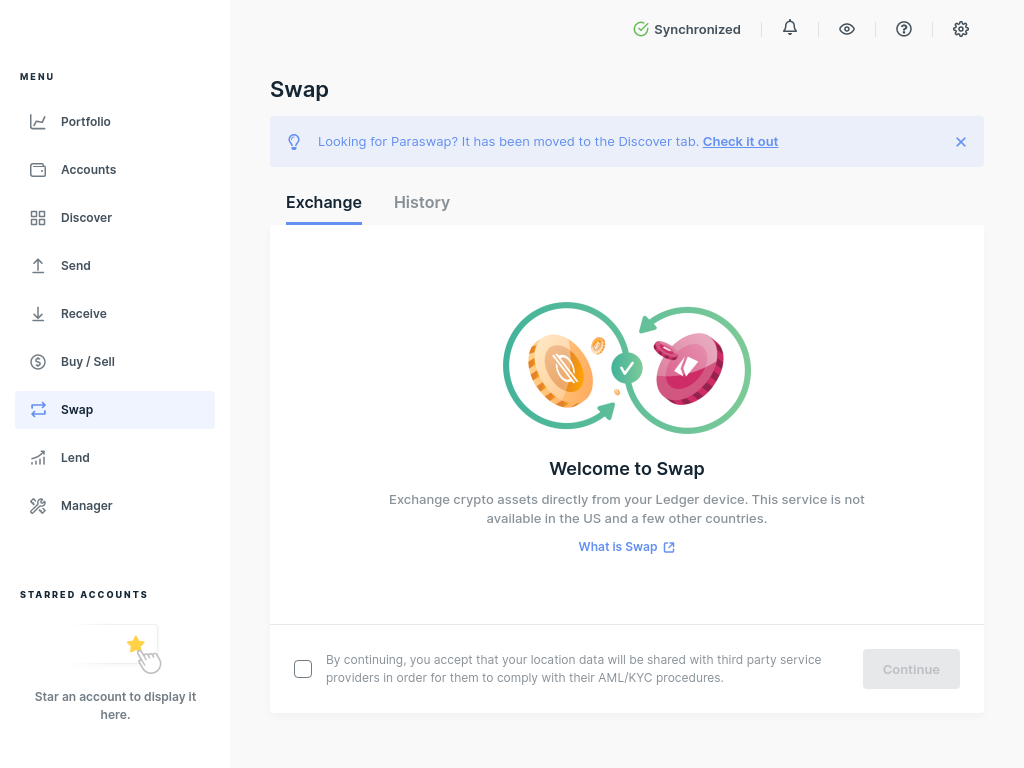 Synchronized
MENU
Portfolio
Accounts
Discover
Send
Receive
Buy / Sell
Swap
Lend
Manager
STARRED ACCOUNTS
Star an account to display it
here.
Swap
Looking for Paraswap? It has been moved to the Discover tab. Check it out
Exchange
History
Welcome to Swap
Exchange crypto assets directly from your Ledger device. This service is not
available in the US and a few other countries.
What is Swap
By continuing, you accept that your location data will be shared with third party service
providers in order for them to comply with their AML/KYC procedures.
Continue